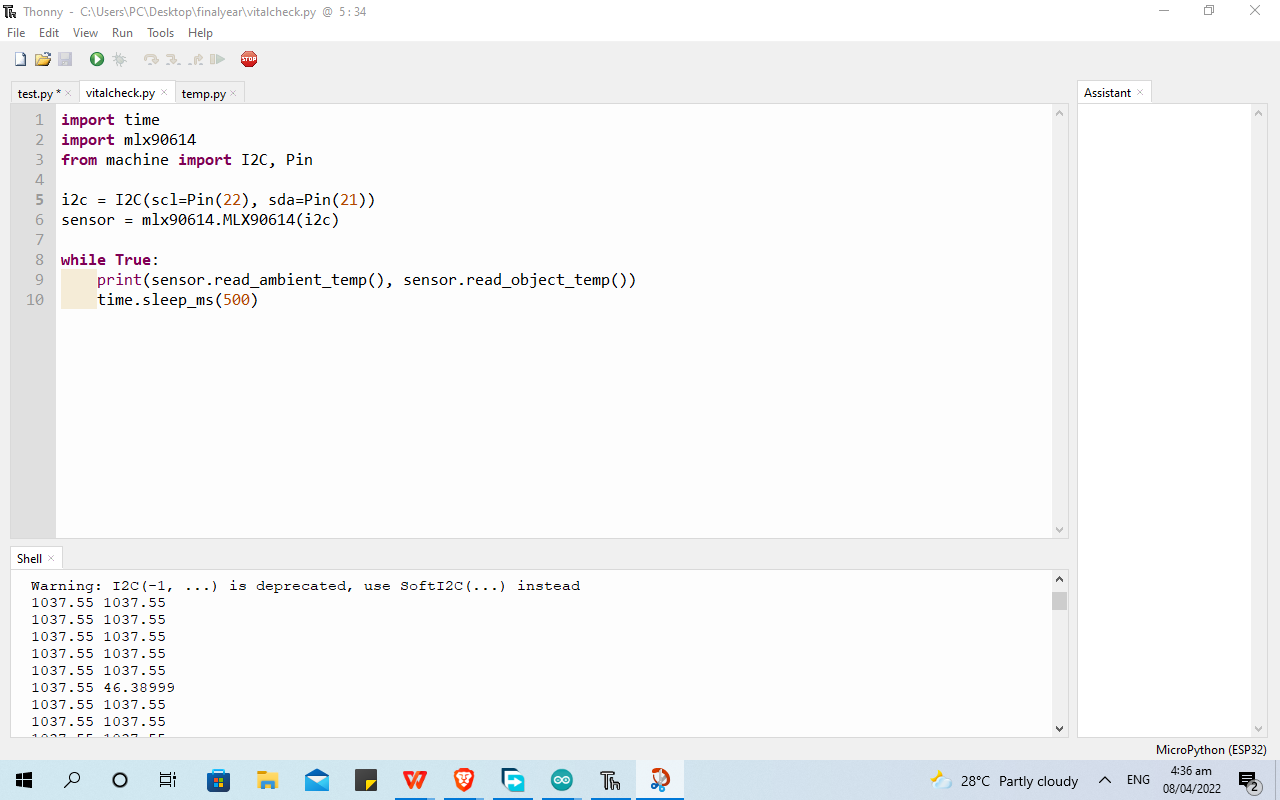 Thonny - C:\Users\PC\Desktop\finalyear\vitalcheck.py @ 5:34
File Edit View Run Tools Help
STOP
test.py * × vitalcheck.py × temp.py ×
Assistant ×
1 import time
2 import mlx90614
3 from machine import I2C, Pin
4
5 i2c = I2C(scl=Pin(22), sda=Pin(21))
6 sensor = mlx90614.MLX90614(i2c)
7
8 while True:
9     print(sensor.read_ambient_temp(), sensor.read_object_temp())
10     time.sleep_ms(500)
Shell ×
Warning: I2C(-1, ...) is deprecated, use SoftI2C(...) instead
1037.55 1037.55
1037.55 1037.55
1037.55 1037.55
1037.55 1037.55
1037.55 1037.55
1037.55 46.38999
1037.55 1037.55
1037.55 1037.55
1037.55 1037.55
MicroPython (ESP32)
28°C Partly cloudy
ENG
4:36 am
08/04/2022
2